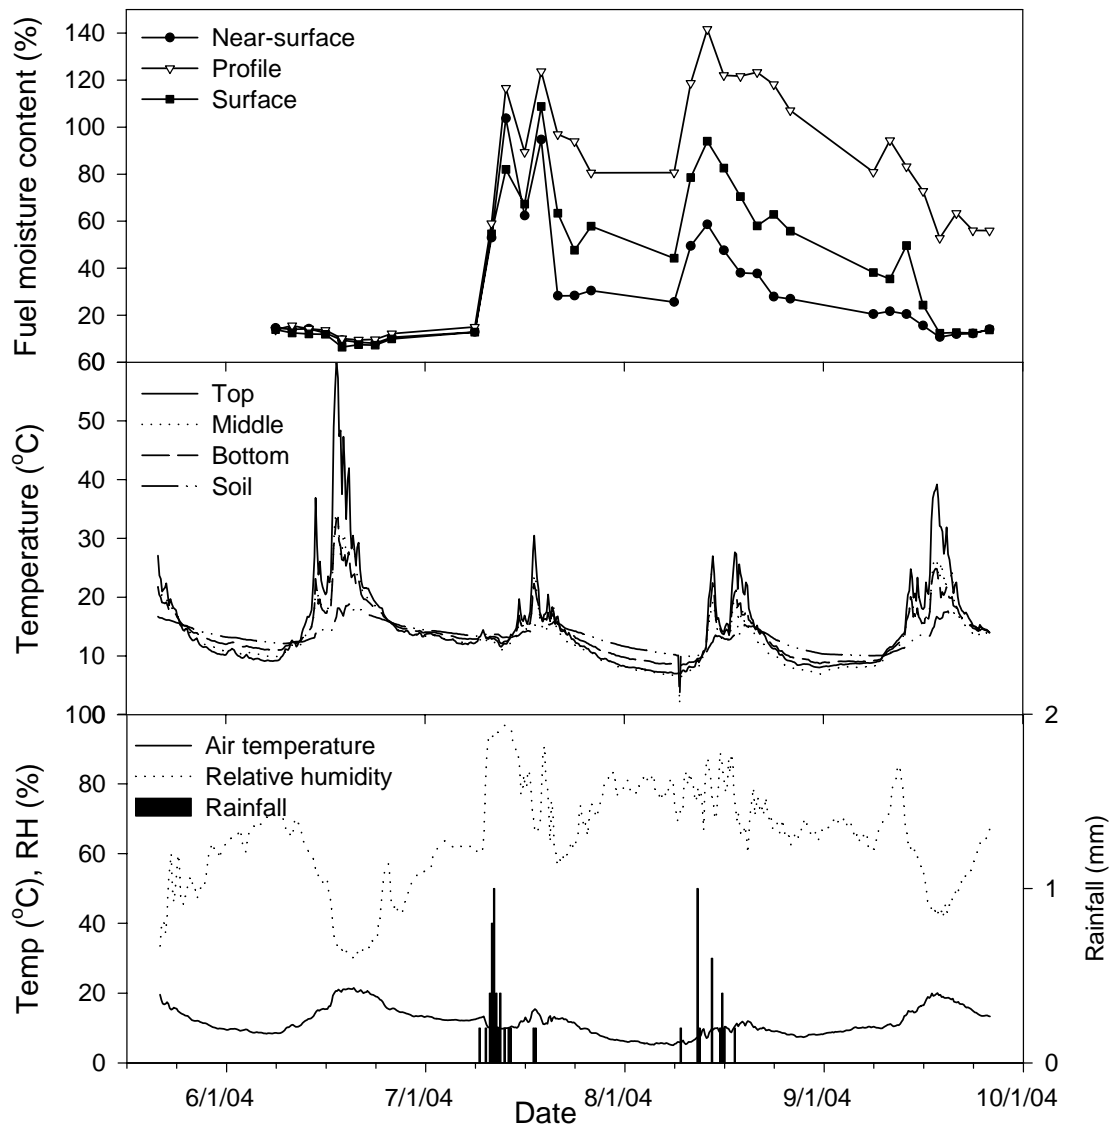 140
120
100
80
60
40
20
0
Fuel moisture content (%)
Near-surface
Profile
Surface
60
50
40
30
20
10
0
Temperature (°C)
Top
Middle
Bottom
Soil
100
80
60
40
20
0
Temp (°C), RH (%)
Air temperature
Relative humidity
Rainfall
2
1
0
Rainfall (mm)
6/1/04 7/1/04 8/1/04 9/1/04 10/1/04
Date